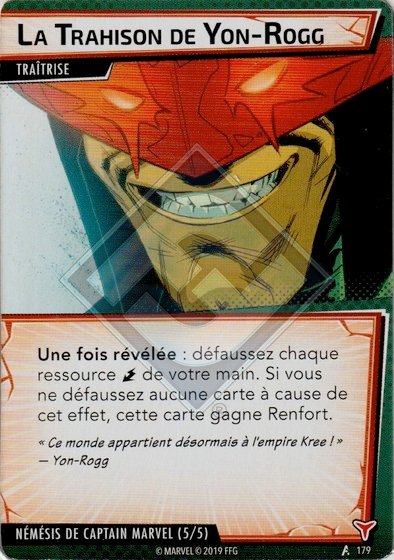 La Trahison de Yon-Rogg
TRAÎTRISE
Une fois révélée : défaussez chaque
ressource de votre main. Si vous
ne défaussez aucune carte à cause de
cet effet, cette carte gagne Renfort.
« Ce monde appartient désormais à l'empire Kree ! »
— Yon-Rogg
NÉMÉSIS DE CAPTAIN MARVEL (5/5)
© MARVEL © 2019 FFG
179